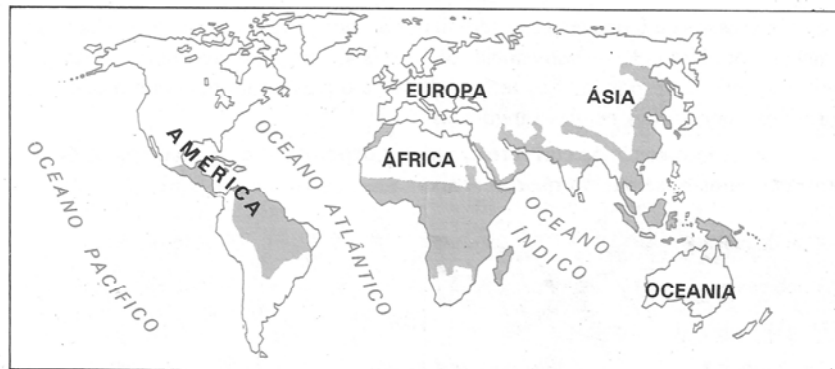 EUROPA
ÁSIA
AMÉRICA
ÁFRICA
OCEANO ATLÂNTICO
OCEANO PACÍFICO
OCEANO
ÍNDICO
OCEANIA